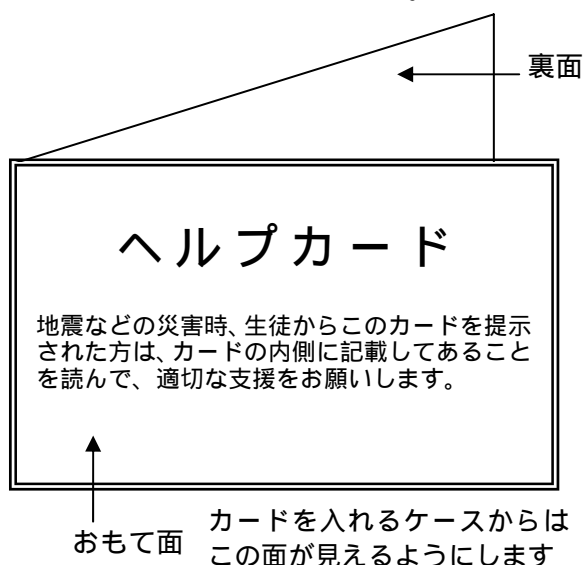 裏面
ヘルプカード
地震などの災害時、生徒からこのカードを提示
された方は、カードの内側に記載してあること
を読んで、適切な支援をお願いします。
おもて面
カードを入れるケースからは
この面が見えるようにします